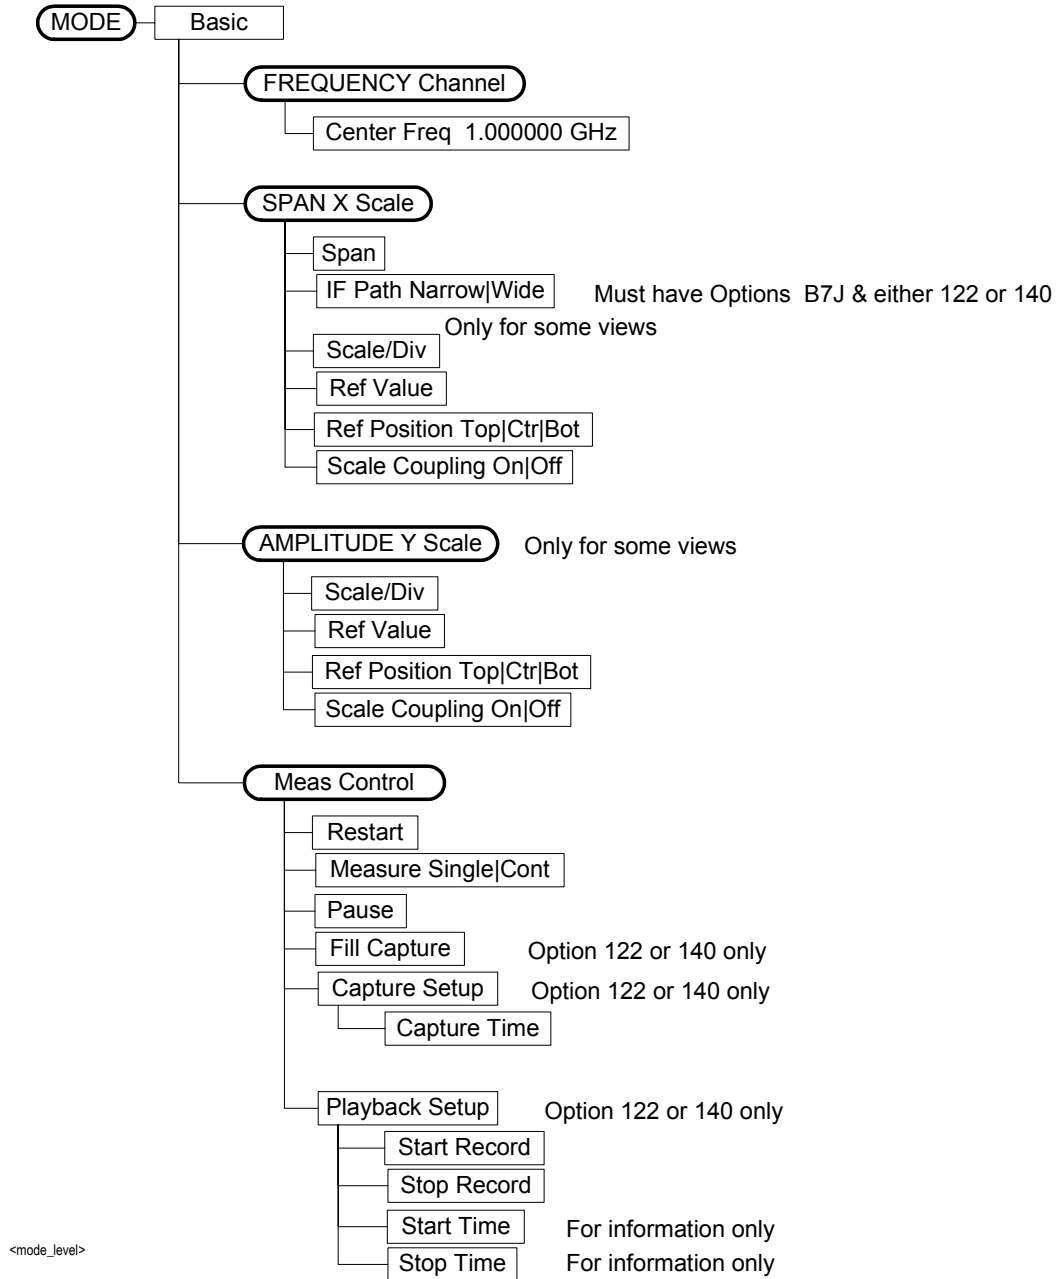 MODE Basic
FREQUENCY Channel
Center Freq 1.000000 GHz
SPAN X Scale
Span
IF Path Narrow|Wide Must have Options B7J & either 122 or 140
Only for some views
Scale/Div
Ref Value
Ref Position Top|Ctr|Bot
Scale Coupling On|Off
AMPLITUDE Y Scale Only for some views
Scale/Div
Ref Value
Ref Position Top|Ctr|Bot
Scale Coupling On|Off
Meas Control
Restart
Measure Single|Cont
Pause
Fill Capture Option 122 or 140 only
Capture Setup Option 122 or 140 only
Capture Time
Playback Setup Option 122 or 140 only
Start Record
Stop Record
Start Time For information only
<mode_level>
Stop Time For information only